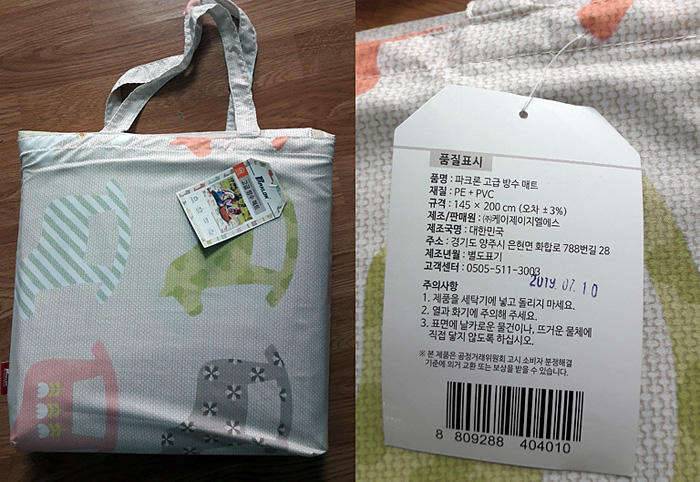 고급 방수 매트
품질표시
품명 : 파크론 고급 방수 매트
재질 : PE + PVC
규격 : 145 × 200 cm (오차 ±3%)
제조/판매원 : ㈜케이제이지엘에스
제조국명 : 대한민국
주소 : 경기도 양주시 은현면 화합로 788번길 28
제조년월 : 별도표기
고객센터 : 0505-511-3003
2019. 07. 10
주의사항
1. 제품을 세탁기에 넣고 돌리지 마세요.
2. 열과 화기에 주의해 주세요.
3. 표면에 날카로운 물건이나, 뜨거운 물체에
직접 닿지 않도록 하십시오.
※ 본 제품은 공정거래위원회 고시 소비자 분정해결
기준에 의거 교환 또는 보상을 받을 수 있습니다.
8 809288 404010